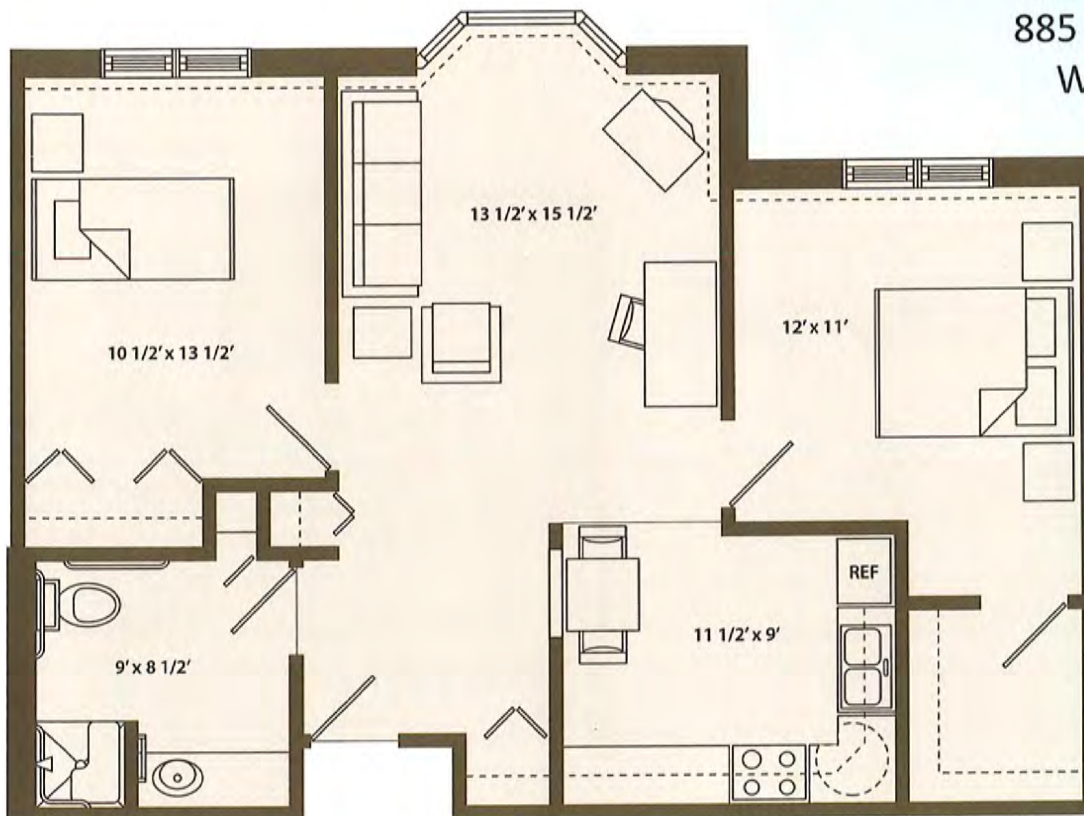 885
13 1/2' x 15 1/2'
12' x 11'
10 1/2' x 13 1/2'
REF
11 1/2' x 9'
9' x 8 1/2'